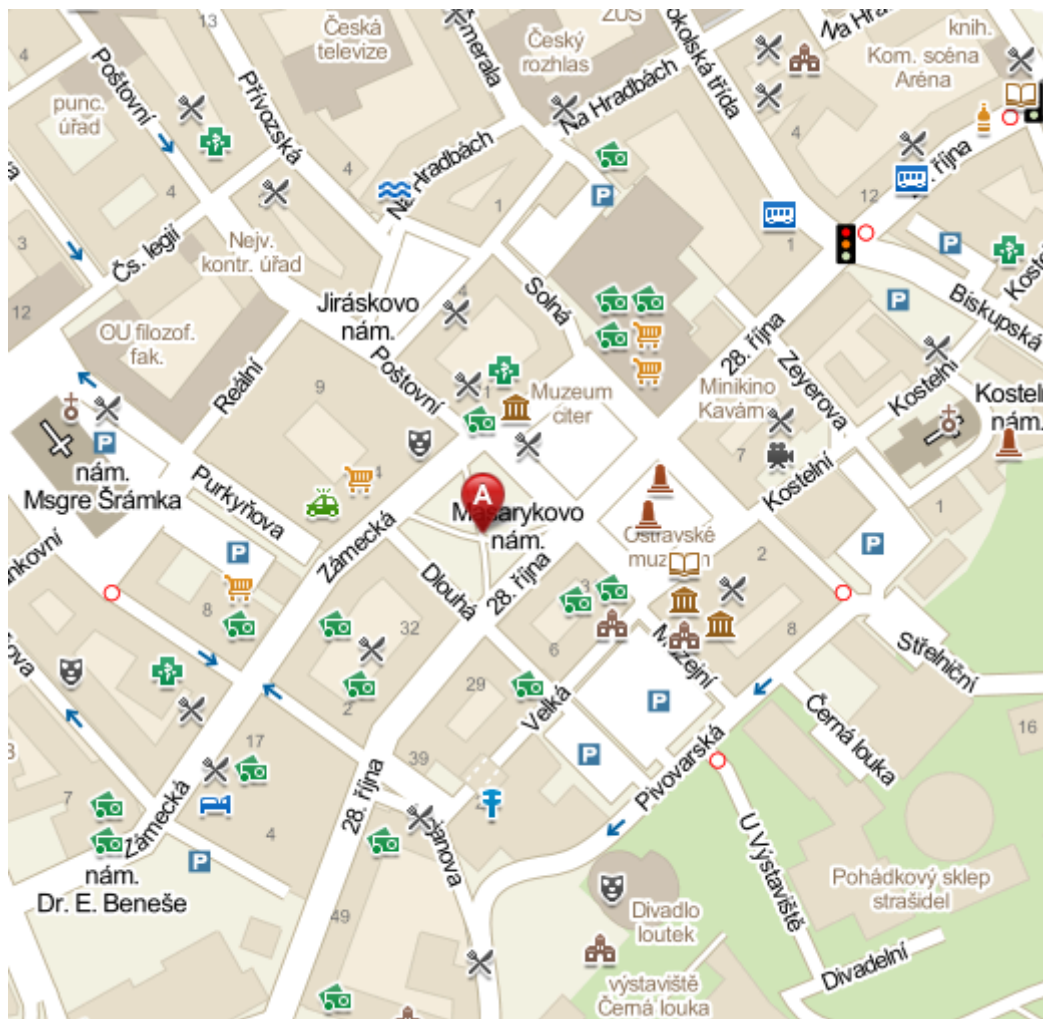 13
Česká
televize
Český
rozhlas
ZUŠ
Na Hradbách
knih.
Kom. scéna
Aréna
Poštovní
Přívozská
punc.
úřad
Na Hradbách
4
4
4
12
1
1
Čs. legií
Nejv.
kontr. úřad
3
12
OU filozof.
fak.
Jiráskovo
nám.
4
Solná
28. října
Biskupská
Poštovní
Reální
9
1
Muzeum
citer
Minikino
Kavárn
Zeyerova
Kostelní
nám.
Msgre Šrámka
Purkyňova
4
A
Masarykovo
nám.
7
Kostelní
nám.
Kostelní
1
Zámecká
Dlouhá
28. října
Ostravské
2
8
32
3
6
8
Muzejní
Střelniční
2
29
Velká
Černá louka
16
17
39
Pivovarská
7
4
28. října
U Výstaviště
Zámecká
nám.
Dr. E. Beneše
49
Divadlo
loutek
Pohádkový sklep
strašidel
výstaviště
Černá louka
Divadelní